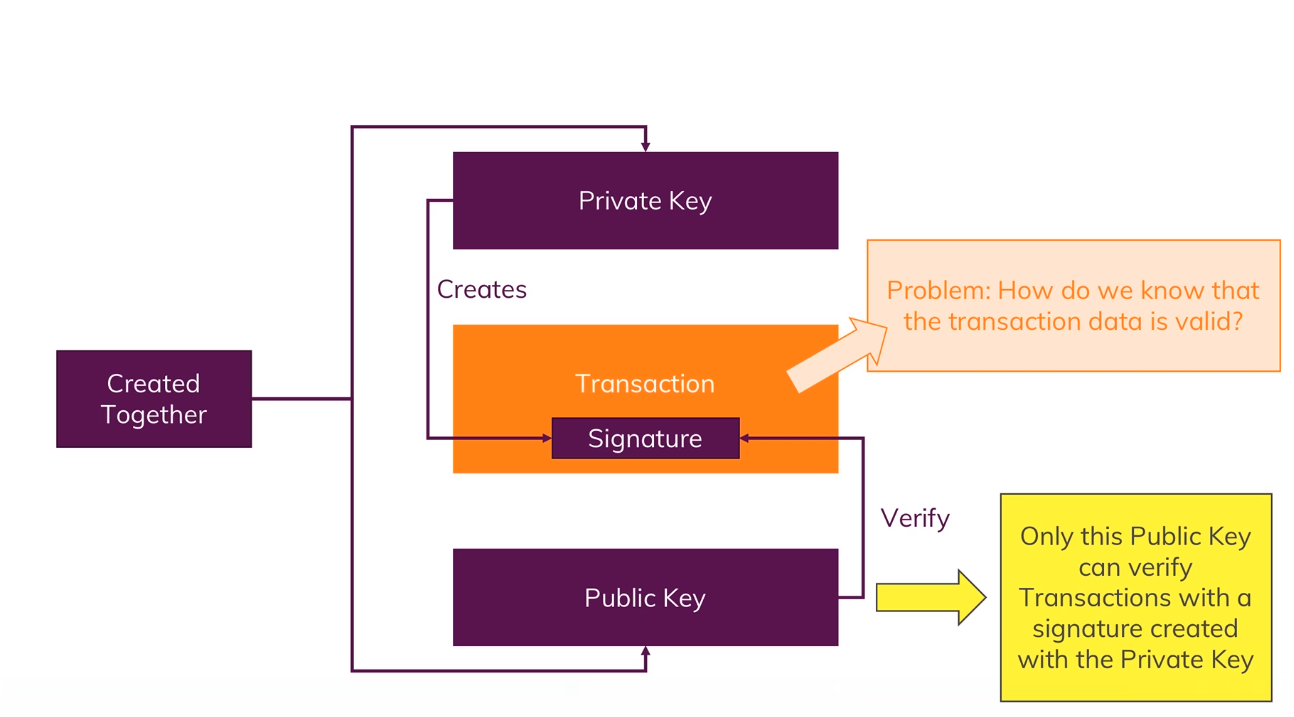 Private Key
Creates
Problem: How do we know that
the transaction data is valid?
Created
Together
Transaction
Signature
Verify
Public Key
Only this Public Key
can verify
Transactions with a
signature created
with the Private Key